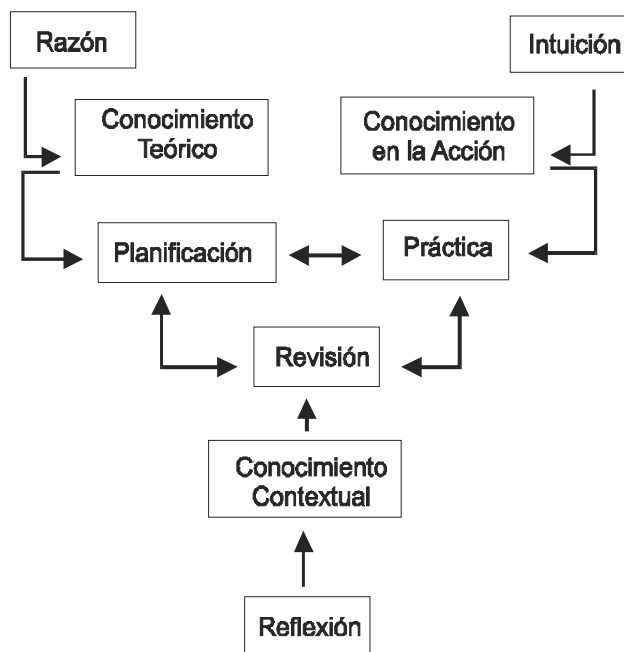 Razón
Intuición
Conocimiento
Teórico
Conocimiento
en la Acción
Planificación
Práctica
Revisión
Conocimiento
Contextual
Reflexión